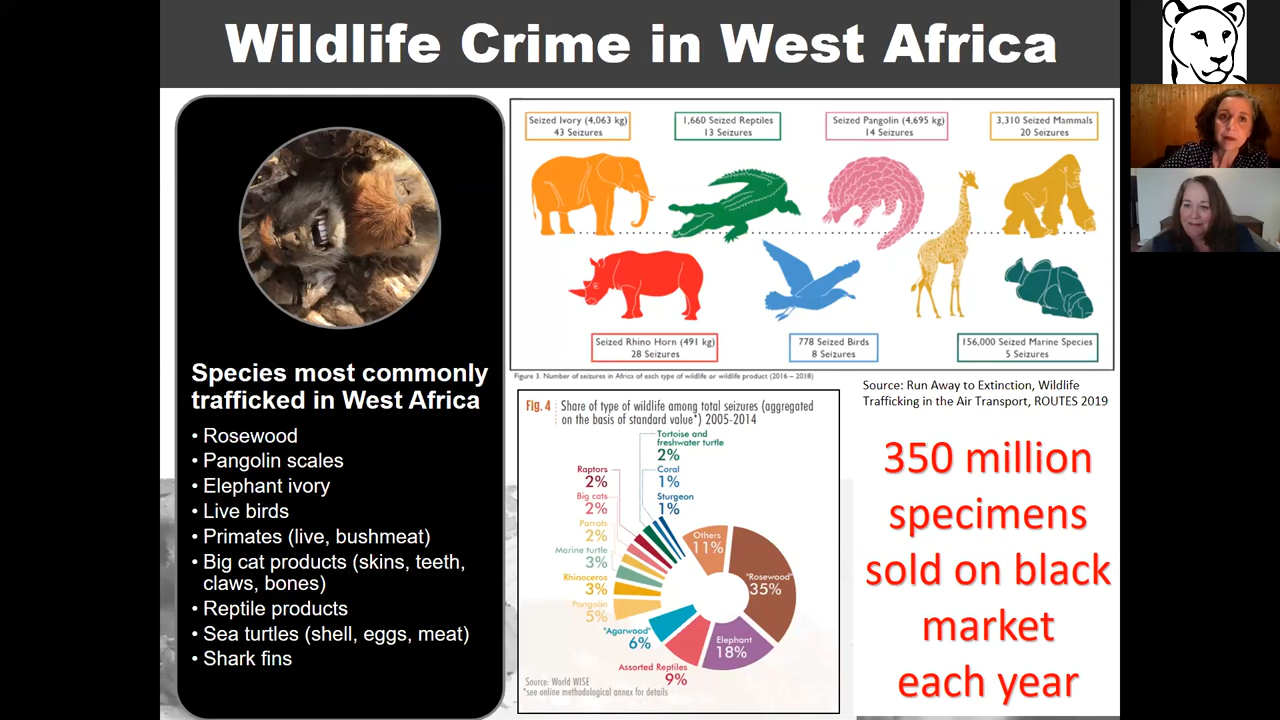 Wildlife Crime in West Africa
Species most commonly
trafficked in West Africa
• Rosewood
• Pangolin scales
• Elephant ivory
• Live birds
• Primates (live, bushmeat)
• Big cat products (skins, teeth,
claws, bones)
• Reptile products
• Sea turtles (shell, eggs, meat)
• Shark fins
Seized Ivory (4,063 kg)
43 Seizures
1,660 Seized Reptiles
13 Seizures
Seized Pangolin (4,695 kg)
14 Seizures
3,310 Seized Mammals
20 Seizures
Seized Rhino Horn (491 kg)
28 Seizures
778 Seized Birds
8 Seizures
156,000 Seized Marine Species
5 Seizures
Figure 3. Number of seizures in Africa of each type of wildlife or wildlife product (2016 – 2018)
Source: Run Away to Extinction, Wildlife
Trafficking in the Air Transport, ROUTES 2019
Fig. 4 Share of type of wildlife among total seizures (aggregated
on the basis of standard value*) 2005-2014
Tortoise and
freshwater turtle
2%
Raptors
2%
Coral
1%
Big cats
2%
Sturgeon
1%
Parrots
2%
Others
11%
Marine turtle
3%
"Rosewood"
35%
Rhinoceros
3%
Pangolin
5%
"Agarwood"
6%
Elephant
18%
Assorted Reptiles
9%
Source: World WISE
*see online methodological annex for details
350 million
specimens
sold on black
market
each year